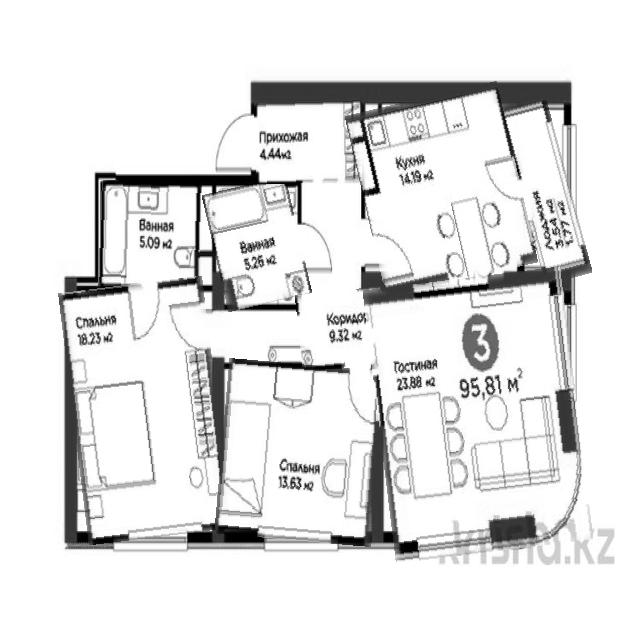 Прихожая
4.44 м2
Кухня
14.19 м2
Лоджия
3.54
1.77 м2
Ванная
5.09 м2
Ванная
5.26 м2
Спальня
18.23 м2
Коридор
9.32 м2
3
95,81 м2
Гостиная
23.88 м2
Спальня
13.63 м2
krisha.kz